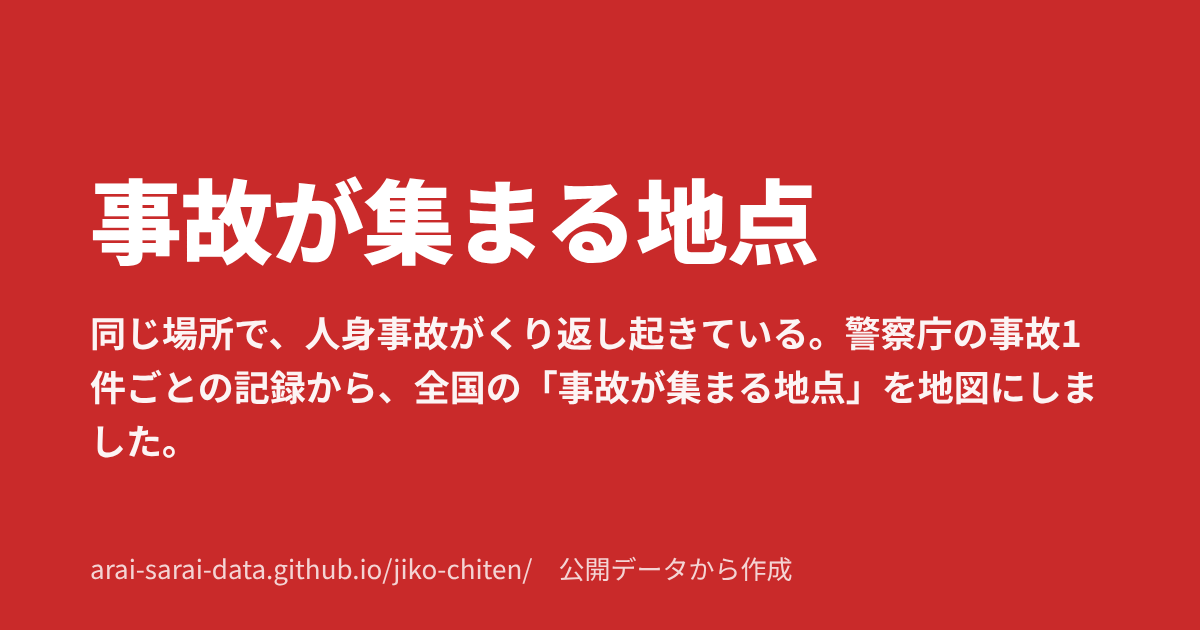 事故が集まる地点
同じ場所で、人身事故がくり返し起きている。警察庁の事故1
件ごとの記録から、全国の「事故が集まる地点」を地図にしま
した。
arai-sarai-data.github.io/jiko-chiten/　公開データから作成